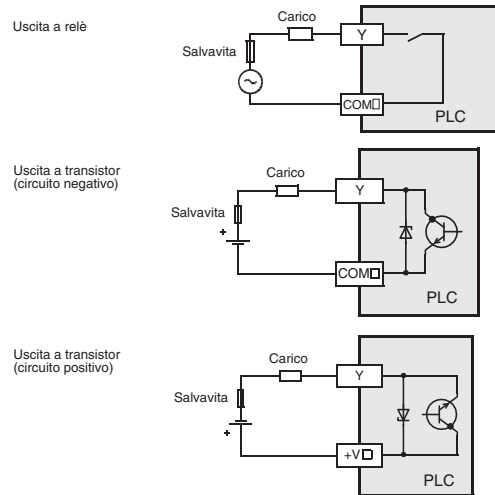 Uscita a relè
Carico
Salvavita
Y
COM□
PLC
Uscita a transistor
(circuito negativo)
Carico
Salvavita
+
Y
COM□
PLC
Uscita a transistor
(circuito positivo)
Carico
Salvavita
+
Y
+V□
PLC